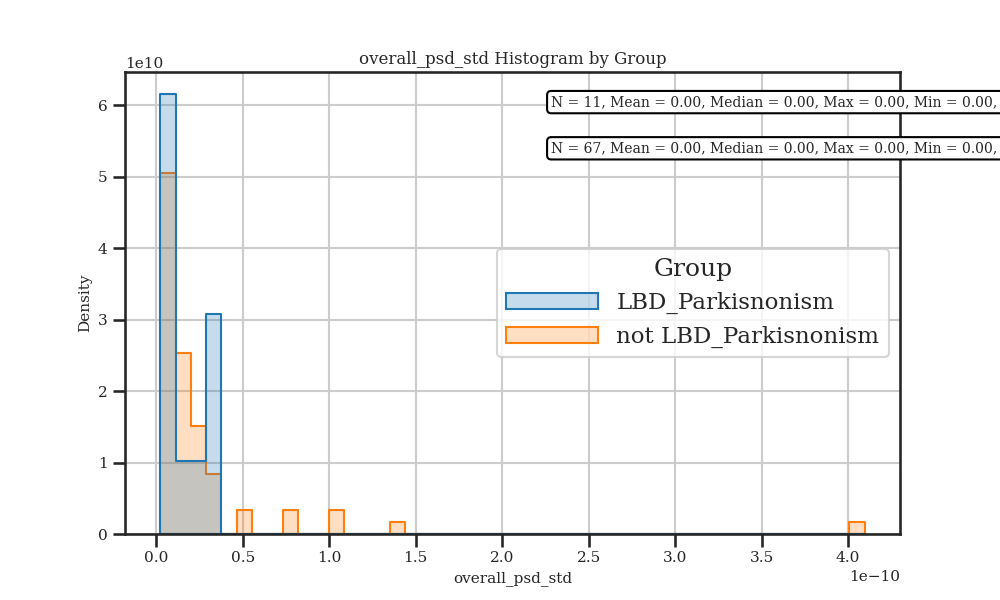 overall_psd_std Histogram by Group
1e10
N = 11, Mean = 0.00, Median = 0.00, Max = 0.00, Min = 0.00,
N = 67, Mean = 0.00, Median = 0.00, Max = 0.00, Min = 0.00,
6
5
4
3
2
1
0
Density
Group
LBD_Parkisnonism
not LBD_Parkisnonism
0.0 0.5 1.0 1.5 2.0 2.5 3.0 3.5 4.0
1e−10
overall_psd_std